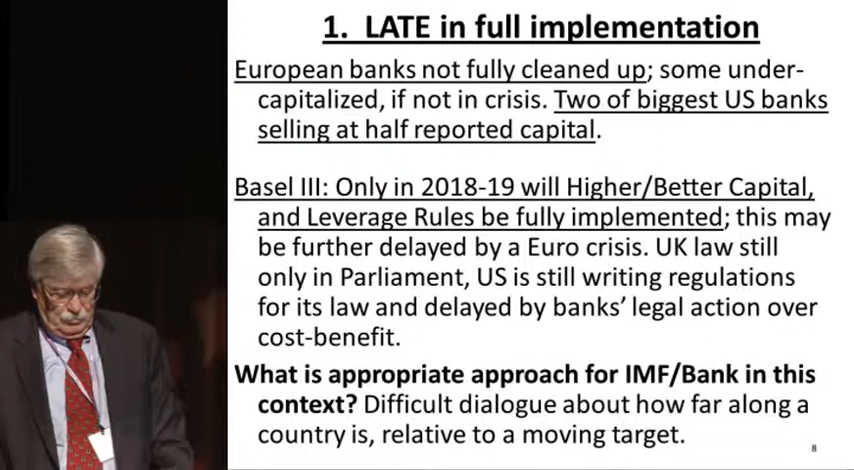 1. LATE in full implementation
European banks not fully cleaned up; some under-
capitalized, if not in crisis. Two of biggest US banks
selling at half reported capital.
Basel III: Only in 2018-19 will Higher/Better Capital,
and Leverage Rules be fully implemented; this may
be further delayed by a Euro crisis. UK law still
only in Parliament, US is still writing regulations
for its law and delayed by banks’ legal action over
cost-benefit.
What is appropriate approach for IMF/Bank in this
context? Difficult dialogue about how far along a
country is, relative to a moving target.
8